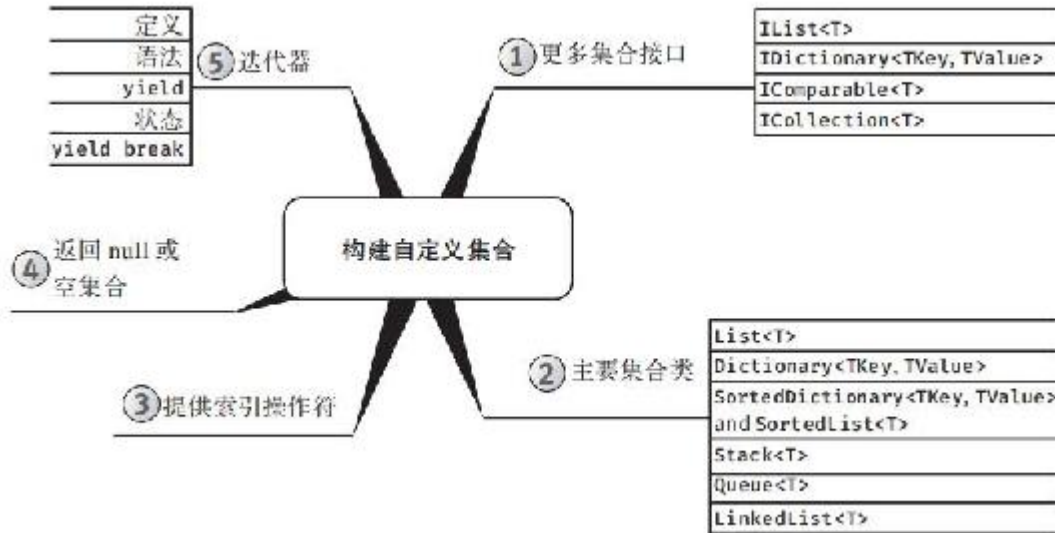 构建自定义集合
1 更多集合接口
IList<T>
IDictionary<TKey, TValue>
IComparable<T>
ICollection<T>
2 主要集合类
List<T>
Dictionary<TKey, TValue>
SortedDictionary<TKey, TValue>
and SortedList<T>
Stack<T>
Queue<T>
LinkedList<T>
3 提供索引操作符
4 返回 null 或
空集合
5 迭代器
定义
语法
yield
状态
yield break